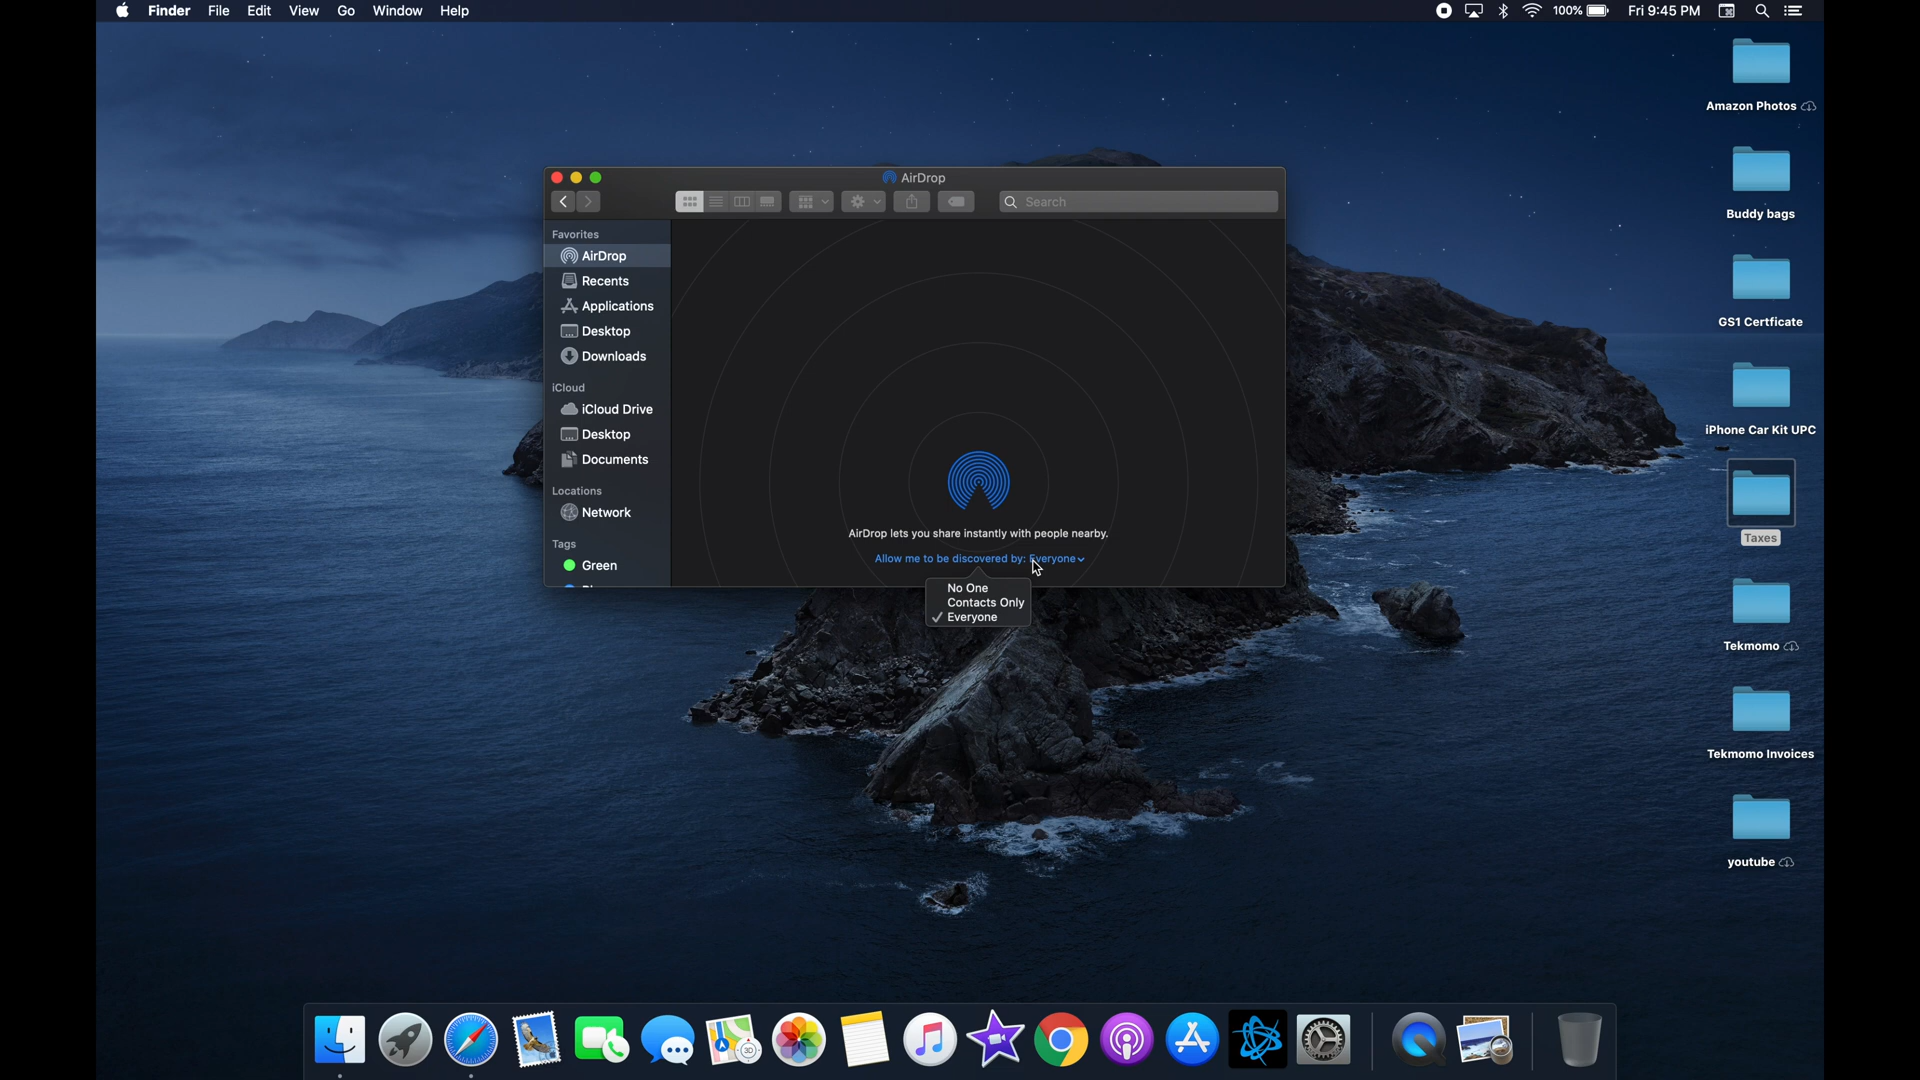 Finder File Edit View Go Window Help
100% Fri 9:45 PM
AirDrop
Search
Favorites
AirDrop
Recents
Applications
Desktop
Downloads
iCloud
iCloud Drive
Desktop
Documents
Locations
Network
Tags
Green
AirDrop lets you share instantly with people nearby.
Allow me to be discovered by: Everyone
No One
Contacts Only
Everyone
Amazon Photos
Buddy bags
GS1 Certficate
iPhone Car Kit UPC
Taxes
Tekmomo
Tekmomo Invoices
youtube
3D